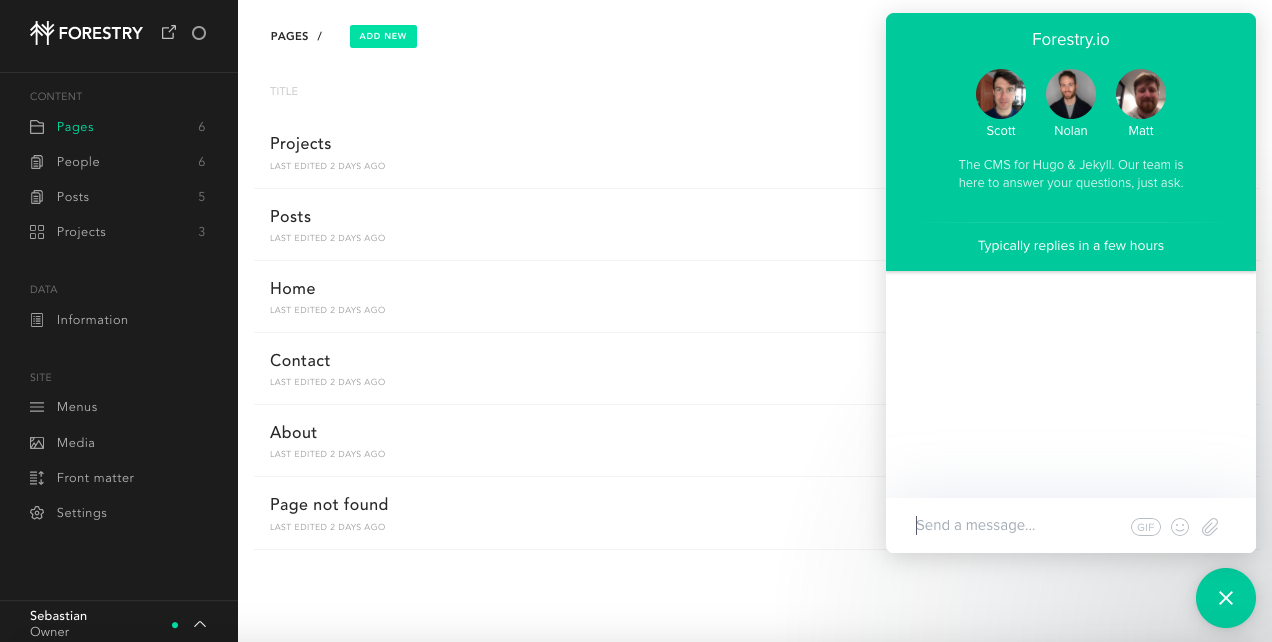 FORESTRY
CONTENT
Pages 6
People 6
Posts 5
Projects 3
DATA
Information
SITE
Menus
Media
Front matter
Settings
Sebastian
Owner
PAGES / ADD NEW
TITLE
Projects
LAST EDITED 2 DAYS AGO
Posts
LAST EDITED 2 DAYS AGO
Home
LAST EDITED 2 DAYS AGO
Contact
LAST EDITED 2 DAYS AGO
About
LAST EDITED 2 DAYS AGO
Page not found
LAST EDITED 2 DAYS AGO
Forestry.io
Scott Nolan Matt
The CMS for Hugo & Jekyll. Our team is
here to answer your questions, just ask.
Typically replies in a few hours
Send a message... GIF